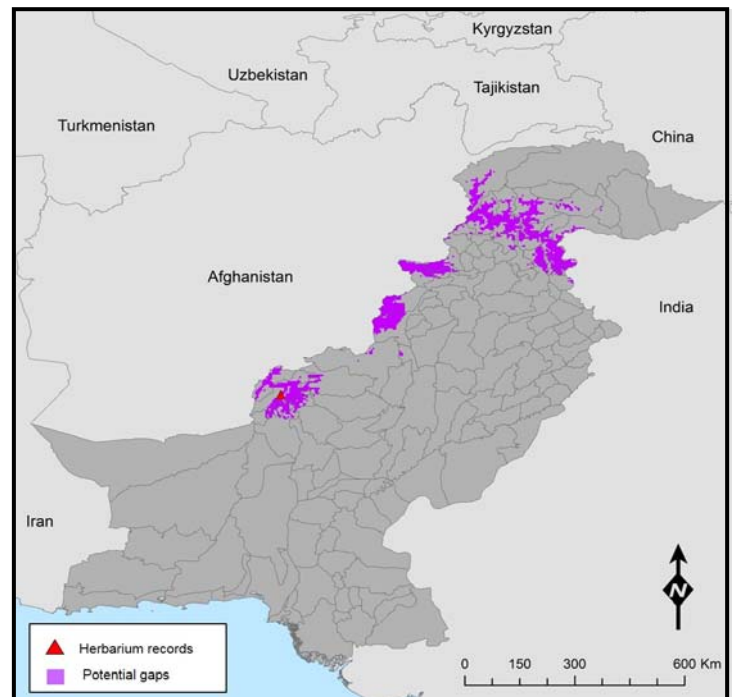 Kyrgyzstan
Uzbekistan
Tajikistan
Turkmenistan
China
Afghanistan
India
Iran
N
Herbarium records
Potential gaps
0 150 300 600 Km